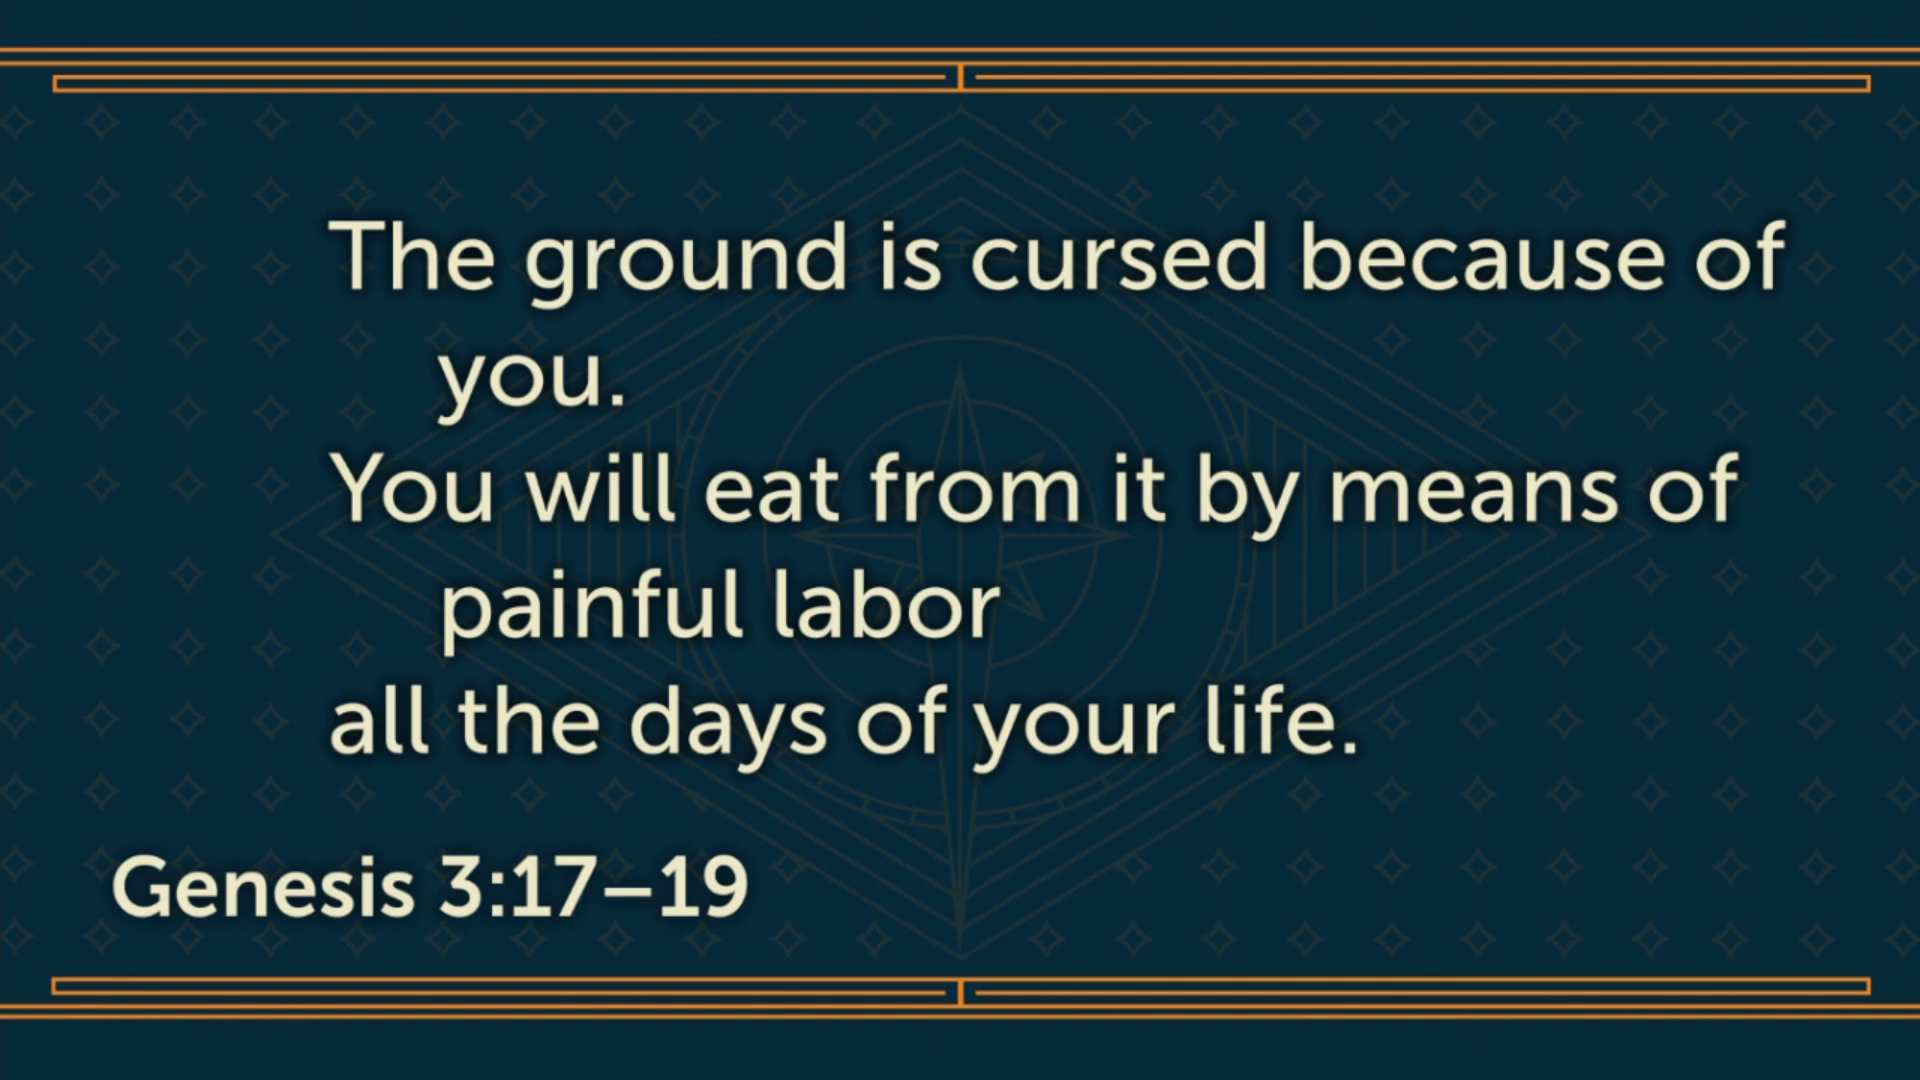 The ground is cursed because of
you.
You will eat from it by means of
painful labor
all the days of your life.
Genesis 3:17–19